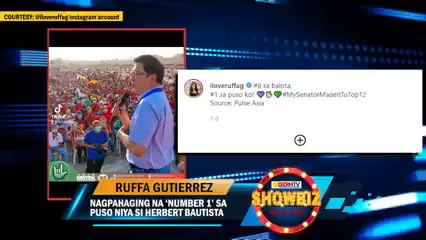 COURTESY: @iloveruffag instagram account
iloveruffag #8 sa balota.
#1 sa puso ko! 💜🦉💚#MySenatorMadeItToTop12
Source: Pulse Asia
1 d
RUFFA GUTIERREZ
NAGPAHAGING NA 'NUMBER 1' SA
PUSO NIYA SI HERBERT BAUTISTA
DZRHTV
SHOWBIZ